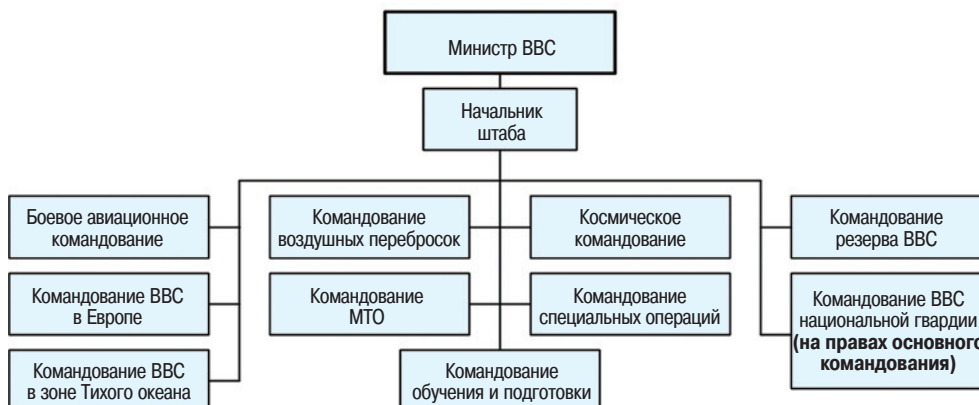 Министр ВВС
Начальник
штаба
Боевое авиационное
командование
Командование
воздушных перебросок
Космическое
командование
Командование
резерва ВВС
Командование ВВС
в Европе
Командование
МТО
Командование
специальных операций
Командование ВВС
национальной гвардии
(на правах основного
командования)
Командование ВВС
в зоне Тихого океана
Командование
обучения и подготовки